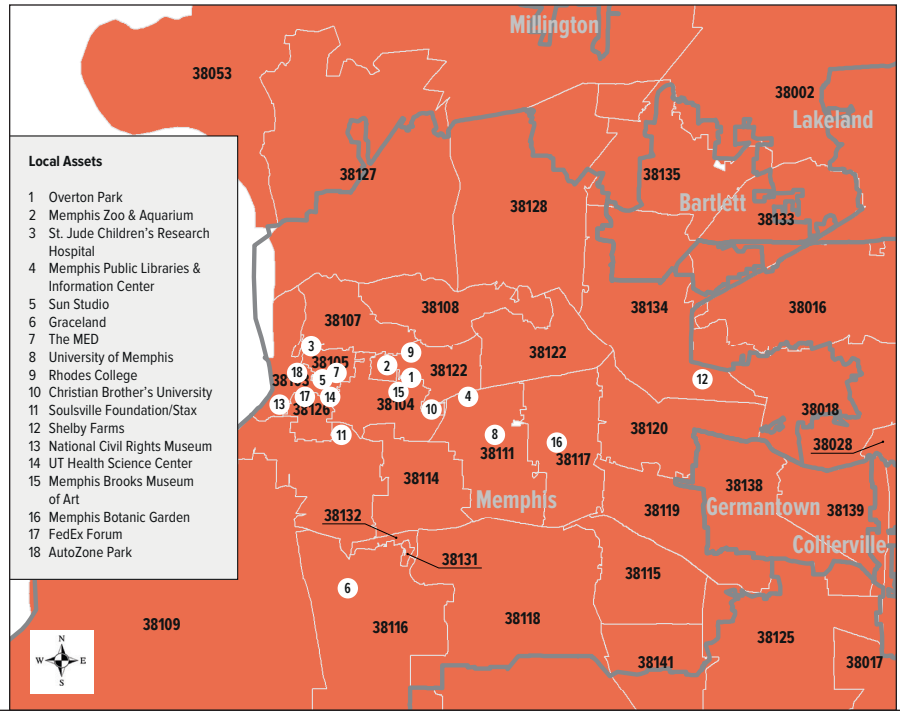 Millington
38053
38002
Lakeland
Local Assets
1 Overton Park
2 Memphis Zoo & Aquarium
3 St. Jude Children's Research
Hospital
4 Memphis Public Libraries &
Information Center
5 Sun Studio
6 Graceland
7 The MED
8 University of Memphis
9 Rhodes College
10 Christian Brother's University
11 Soulsville Foundation/Stax
12 Shelby Farms
13 National Civil Rights Museum
14 UT Health Science Center
15 Memphis Brooks Museum
of Art
16 Memphis Botanic Garden
17 FedEx Forum
18 AutoZone Park
38127
38135
38128
Bartlett
38133
38107
38108
38134
38016
3
9
38122
38105
2
38122
18
5
7
1
12
15
17
14
4
13
38126
38104
10
38018
11
8
16
38120
38028
38111
38117
38114
38138
Memphis
38119
Germantown
38139
38132
Collierville
38131
38115
6
38109
38116
38118
38125
N
W
E
S
38141
38017